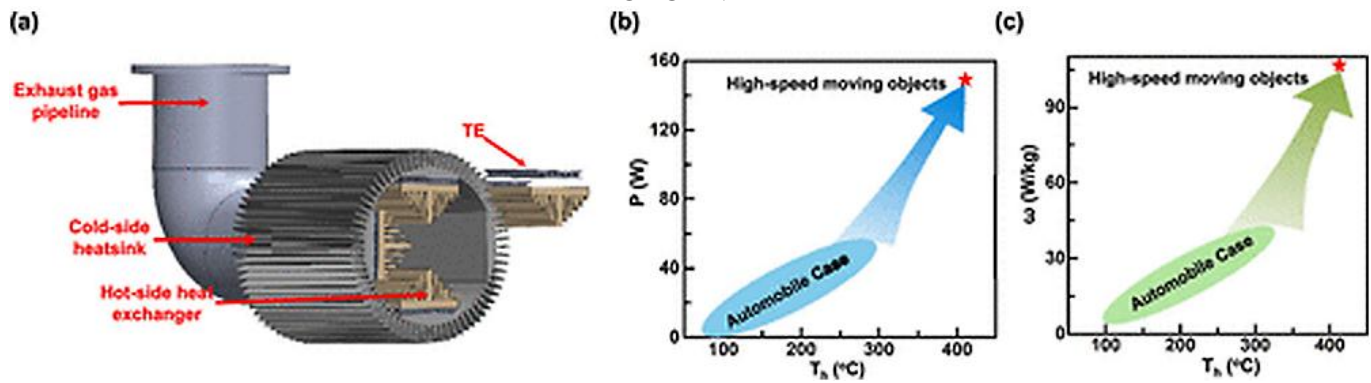 (a)
Exhaust gas
pipeline
TE
Cold-side
heatsink
Hot-side heat
exchanger
(b)
160
120
80
40
0
P (W)
High-speed moving objects
Automobile Case
100 200 300 400
Th (°C)
(c)
90
60
30
0
ω (W/kg)
High-speed moving objects
Automobile Case
100 200 300 400
Th (°C)